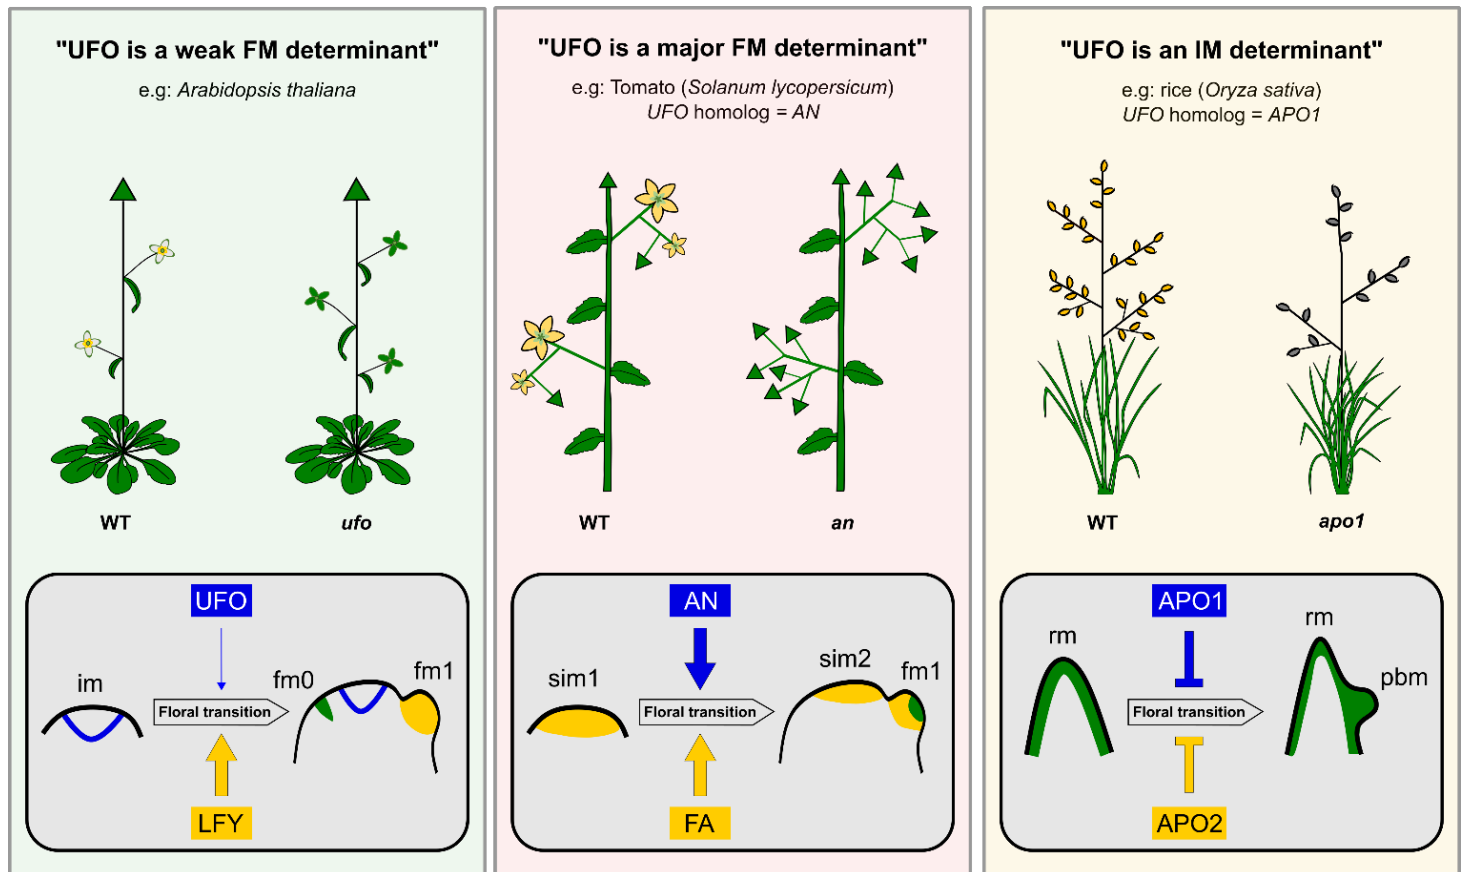 "UFO is a weak FM determinant"
e.g: Arabidopsis thaliana
WT
ufo
UFO
im
fm0
fm1
Floral transition
LFY
"UFO is a major FM determinant"
e.g: Tomato (Solanum lycopersicum)
UFO homolog = AN
WT
an
AN
sim1
sim2
fm1
Floral transition
FA
"UFO is an IM determinant"
e.g: rice (Oryza sativa)
UFO homolog = APO1
WT
apo1
APO1
rm
rm
pbm
Floral transition
APO2